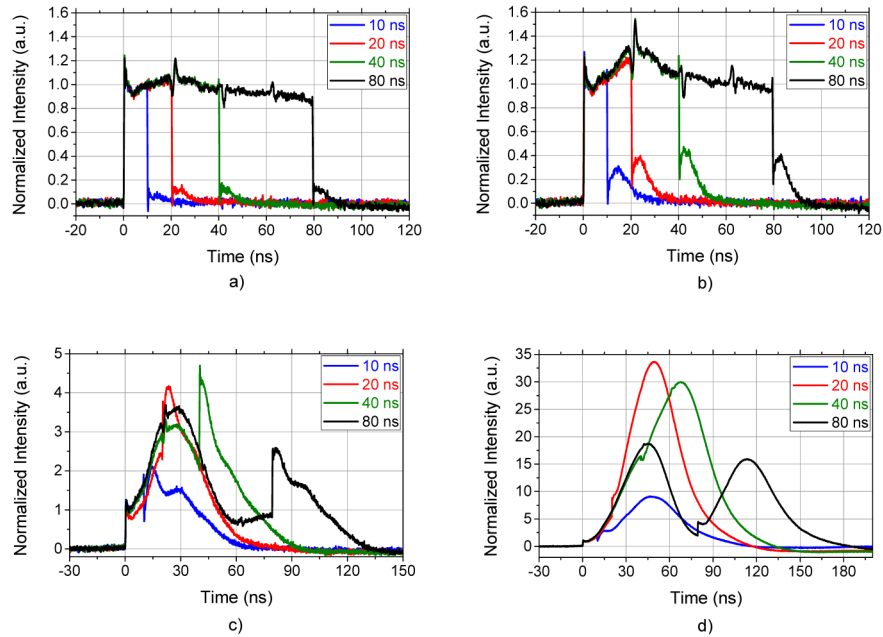 Normalized Intensity (a.u.)
1.6
1.4
1.2
1.0
0.8
0.6
0.4
0.2
0.0
10 ns
20 ns
40 ns
80 ns
-20 0 20 40 60 80 100 120
Time (ns)
a)
Normalized Intensity (a.u.)
1.6
1.4
1.2
1.0
0.8
0.6
0.4
0.2
0.0
10 ns
20 ns
40 ns
80 ns
-20 0 20 40 60 80 100 120
Time (ns)
b)
Normalized Intensity (a.u.)
5
4
3
2
1
0
10 ns
20 ns
40 ns
80 ns
-30 0 30 60 90 120 150
Time (ns)
c)
Normalized Intensity (a.u.)
35
30
25
20
15
10
5
0
-5
10 ns
20 ns
40 ns
80 ns
-30 0 30 60 90 120 150 180
Time (ns)
d)